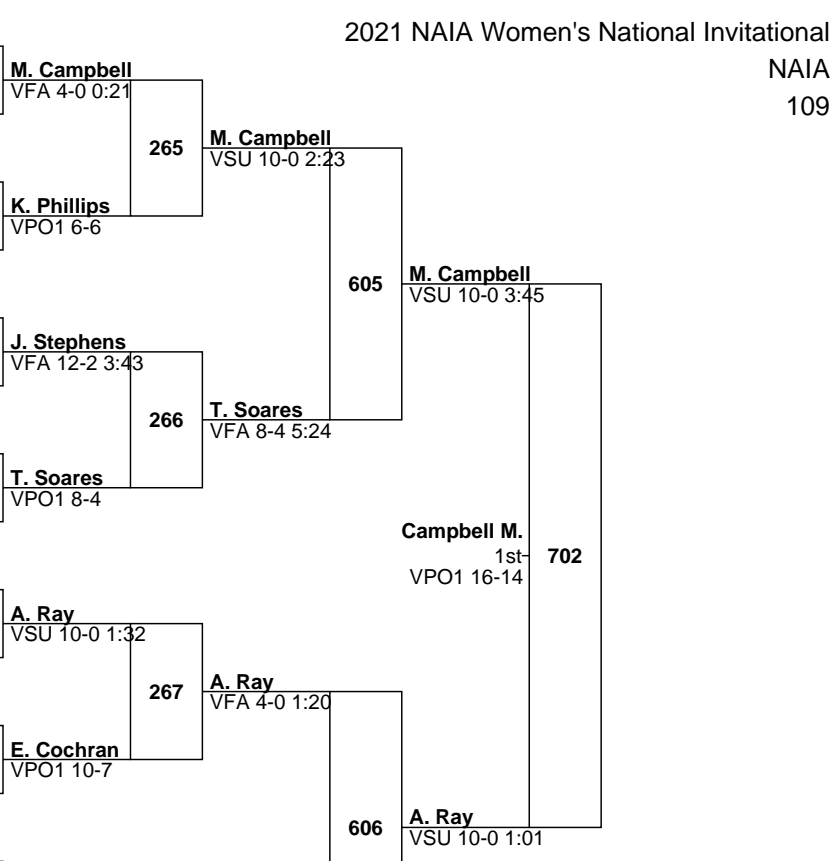 2021 NAIA Women's National Invitational
NAIA
109
M. Campbell
VFA 4-0 0:21
265
M. Campbell
VSU 10-0 2:23
K. Phillips
VPO1 6-6
605
M. Campbell
VSU 10-0 3:45
J. Stephens
VFA 12-2 3:43
266
T. Soares
VFA 8-4 5:24
T. Soares
VPO1 8-4
Campbell M.
1st
VPO1 16-14
702
A. Ray
VSU 10-0 1:32
267
A. Ray
VFA 4-0 1:20
E. Cochran
VPO1 10-7
606
A. Ray
VSU 10-0 1:01